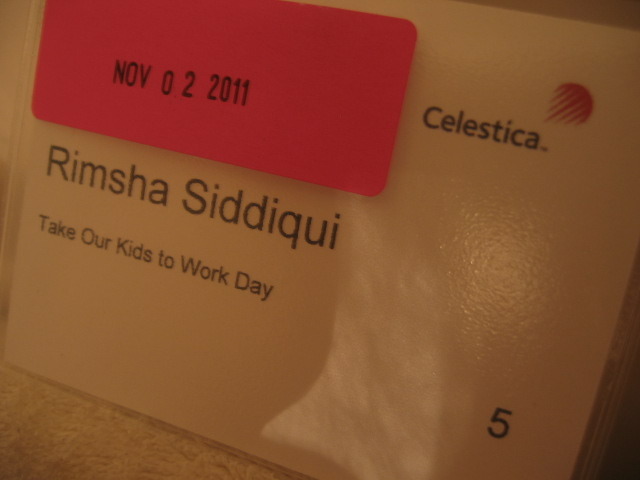 NOV 02 2011
Celestica
Rimsha Siddiqui
Take Our Kids to Work Day
5